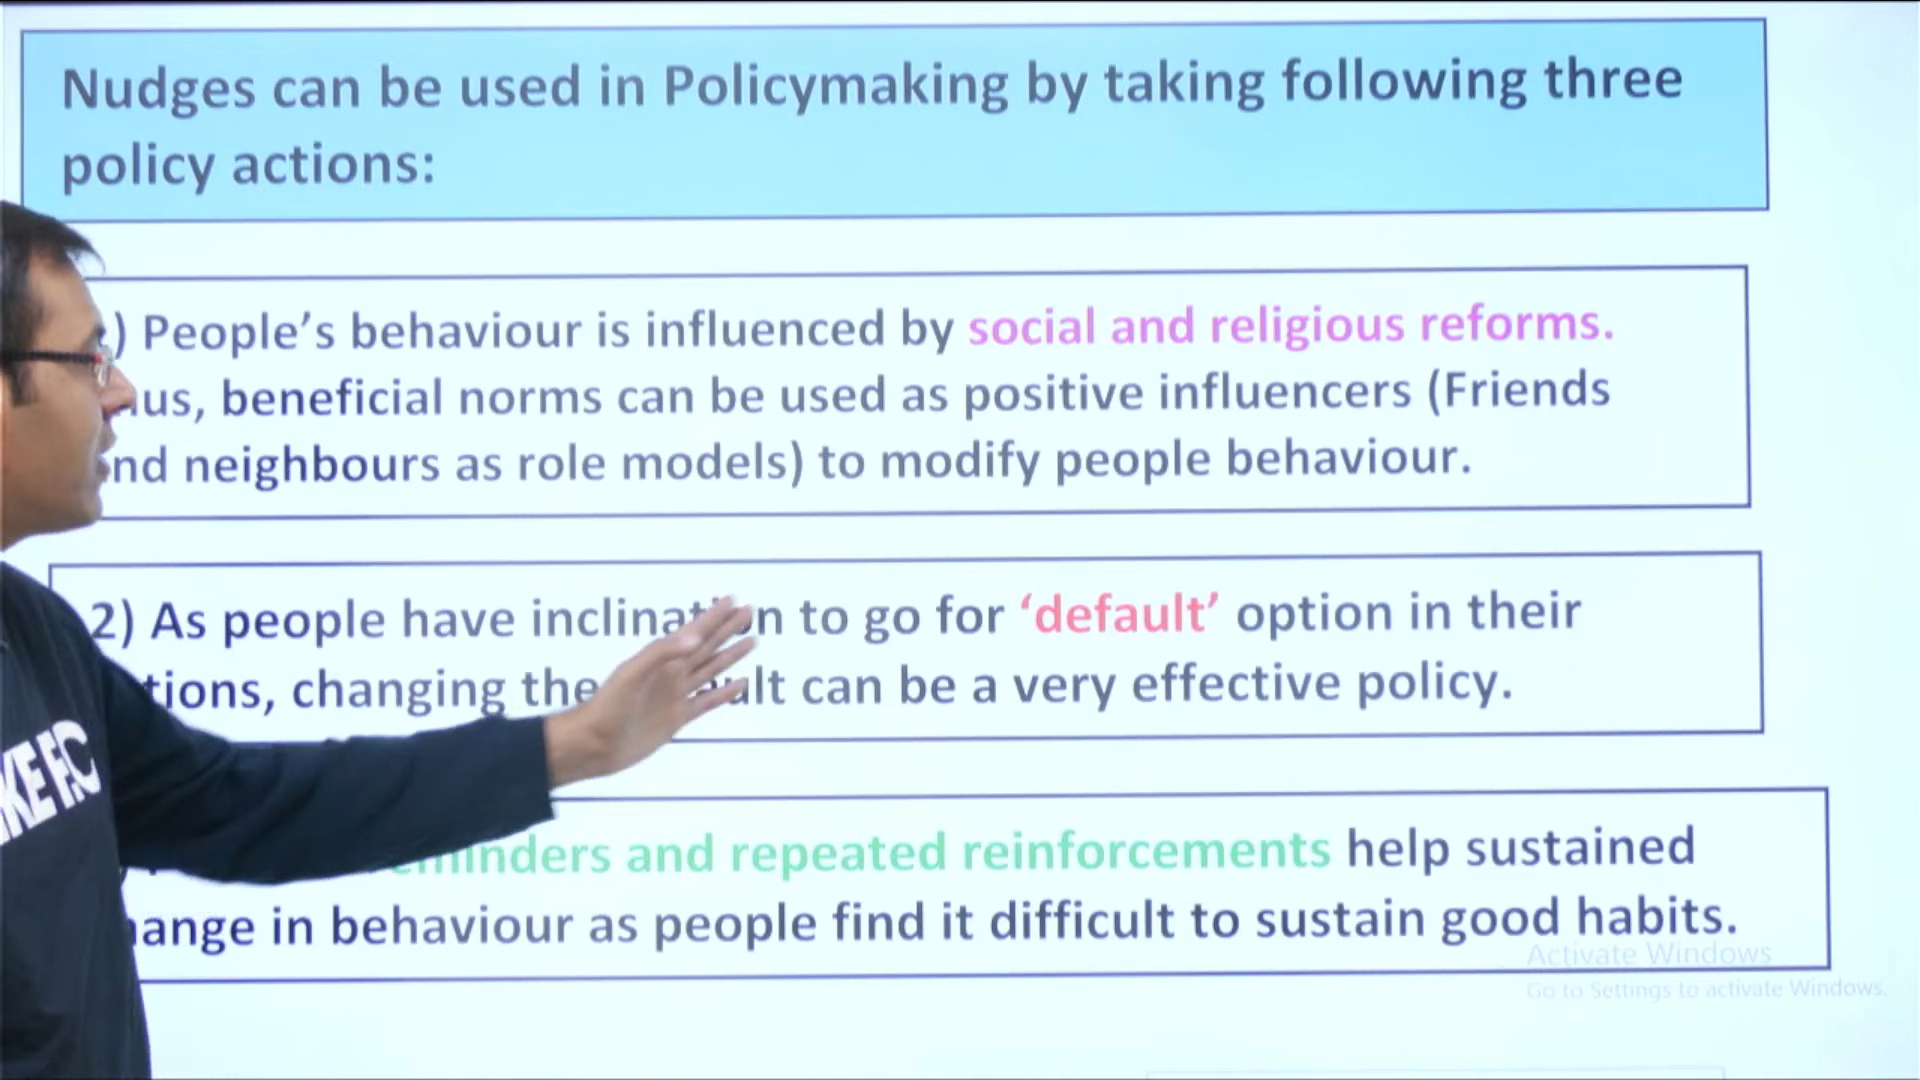 Nudges can be used in Policymaking by taking following three
policy actions:
) People’s behaviour is influenced by social and religious reforms.
us, beneficial norms can be used as positive influencers (Friends
nd neighbours as role models) to modify people behaviour.
2) As people have to go for ‘default’ option in their
tions, changing the can be a very effective policy.
and repeated reinforcements help sustained
ange in behaviour as people find it difficult to sustain good habits.
Activate Windows
Go to Settings to activate Windows.
KE F.C